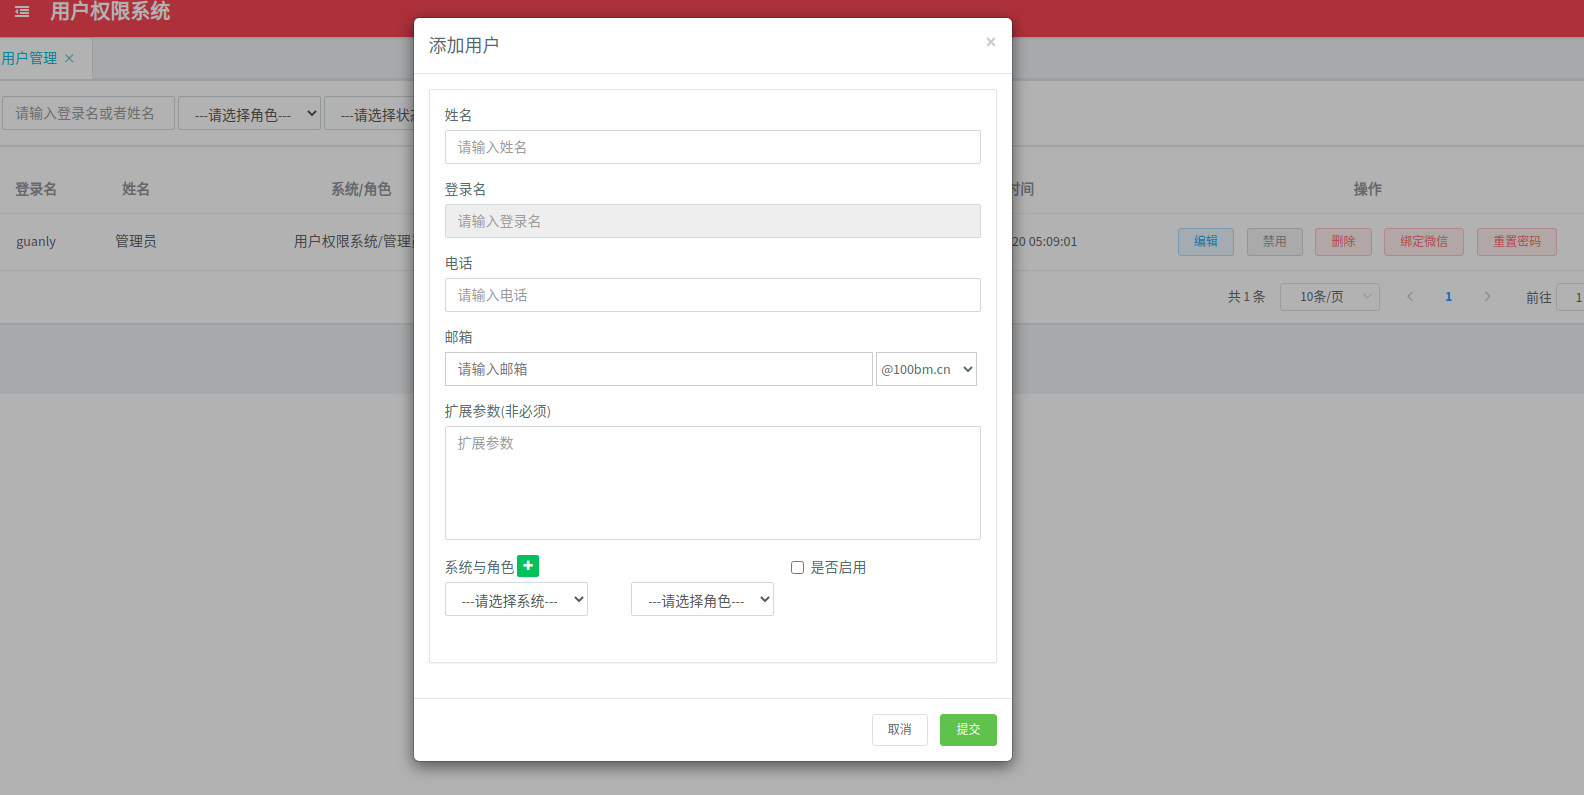 用户权限系统
用户管理 ×
请输入登录名或者姓名 ---请选择角色--- ---请选择状
登录名 姓名 系统/角色 时间 操作
guanly 管理员 用户权限系统/管理 20 05:09:01 编辑 禁用 删除 绑定微信 重置密码
共 1 条 10条/页 1 前往 1
添加用户 ×
姓名
请输入姓名
登录名
请输入登录名
电话
请输入电话
邮箱
请输入邮箱 @100bm.cn
扩展参数(非必须)
扩展参数
系统与角色 + 是否启用
---请选择系统--- ---请选择角色---
取消 提交